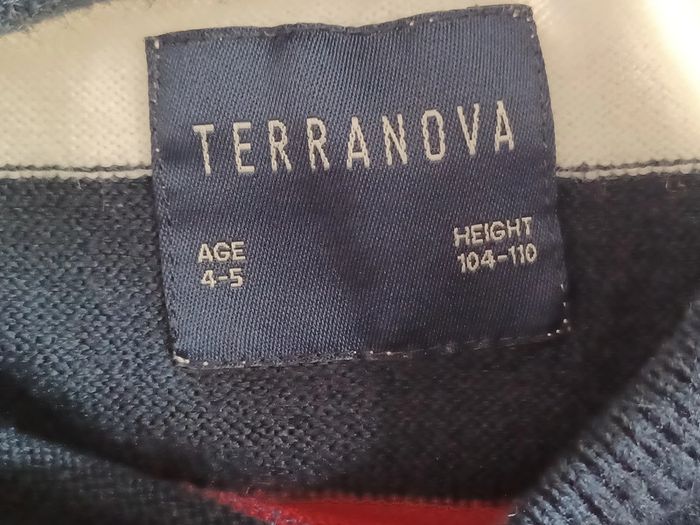 TERRANOVA
AGE
4-5
HEIGHT
104-110